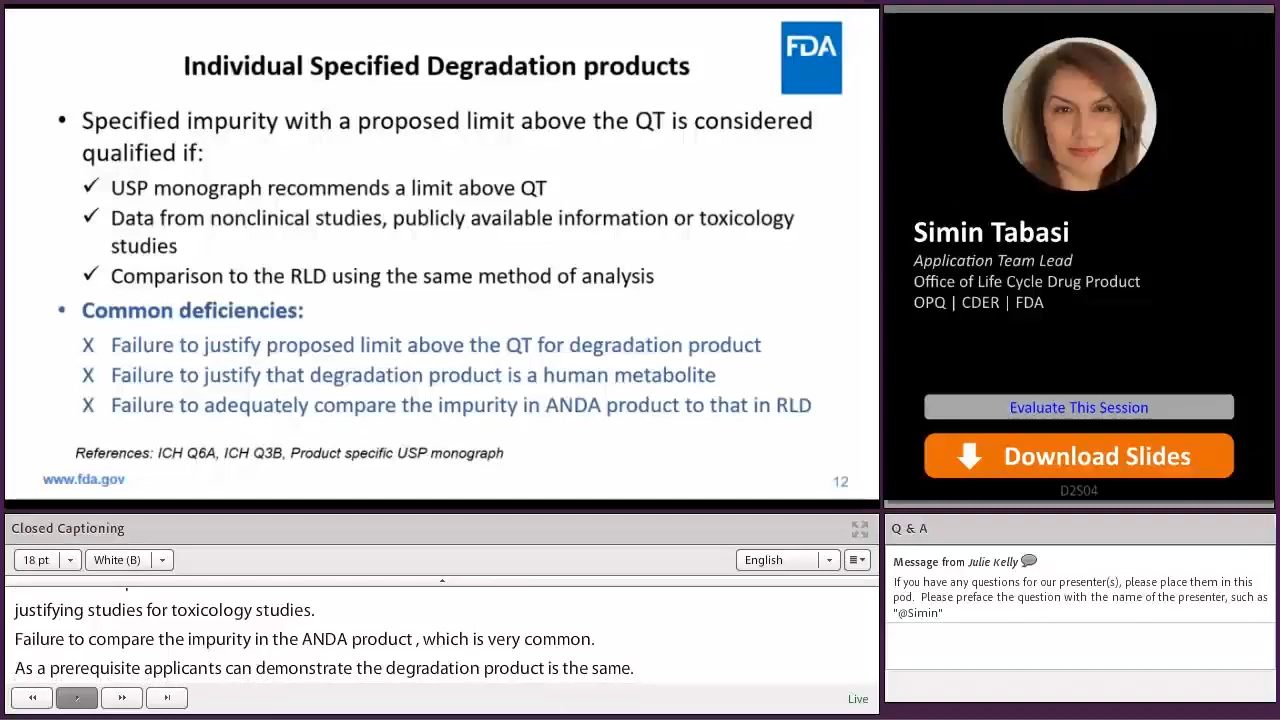 Individual Specified Degradation products
FDA
• Specified impurity with a proposed limit above the QT is considered
qualified if:
✓ USP monograph recommends a limit above QT
✓ Data from nonclinical studies, publicly available information or toxicology
studies
✓ Comparison to the RLD using the same method of analysis
• Common deficiencies:
X Failure to justify proposed limit above the QT for degradation product
X Failure to justify that degradation product is a human metabolite
X Failure to adequately compare the impurity in ANDA product to that in RLD
References: ICH Q6A, ICH Q3B, Product specific USP monograph
www.fda.gov
12
Simin Tabasi
Application Team Lead
Office of Life Cycle Drug Product
OPQ | CDER | FDA
Evaluate This Session
Download Slides
D2S04
Closed Captioning
18 pt
White (B)
English
justifying studies for toxicology studies.
Failure to compare the impurity in the ANDA product , which is very common.
As a prerequisite applicants can demonstrate the degradation product is the same.
Live
Q & A
Message from Julie Kelly
If you have any questions for our presenter(s), please place them in this
pod. Please preface the question with the name of the presenter, such as
"@Simin"